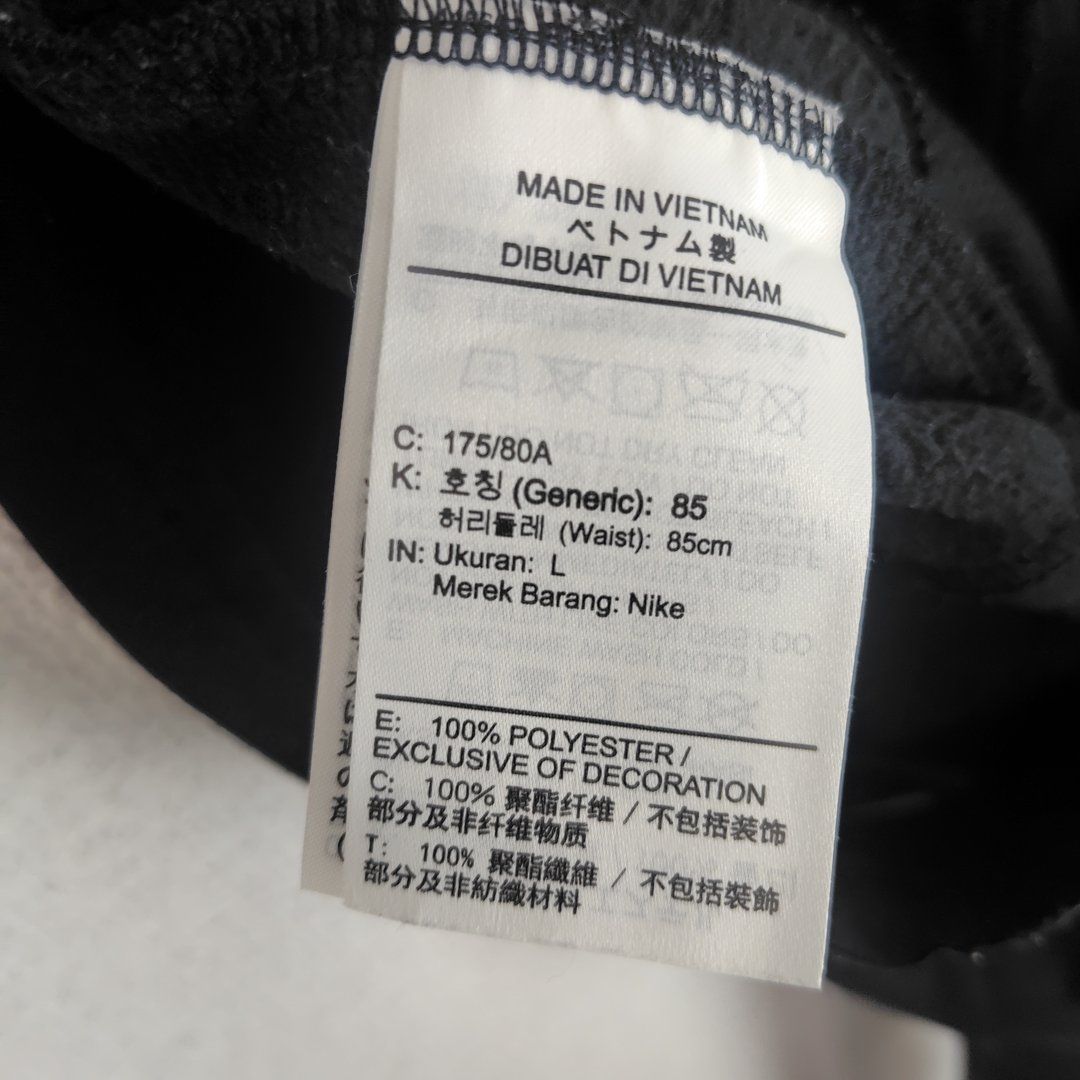 MADE IN VIETNAM
ベトナム製
DIBUAT DI VIETNAM
C: 175/80A
K: 호칭 (Generic): 85
허리둘레 (Waist): 85cm
IN: Ukuran: L
Merek Barang: Nike
E: 100% POLYESTER /
EXCLUSIVE OF DECORATION
C: 100% 聚酯纤维 / 不包括装饰
部分及非纤维物质
T: 100% 聚酯纖維 / 不包括裝飾
部分及非紡織材料